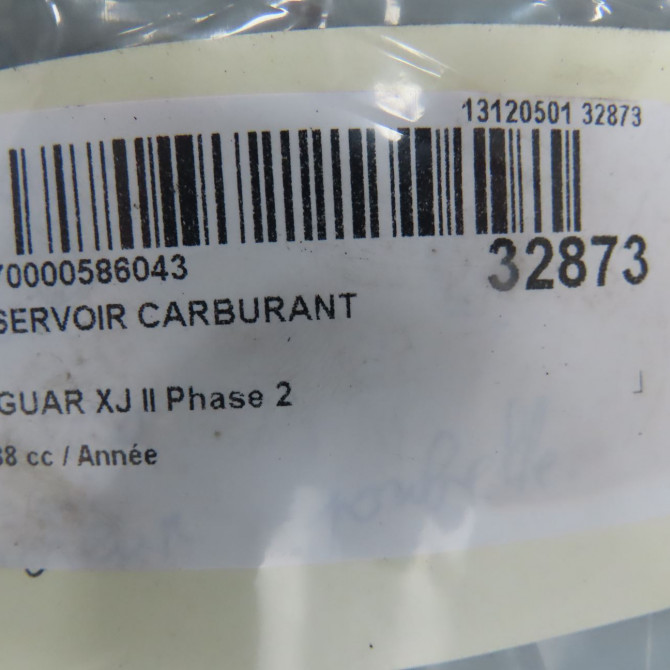 13120501 32873
70000586043
32873
SERVOIR CARBURANT
GUAR XJ II Phase 2
38 cc / Année